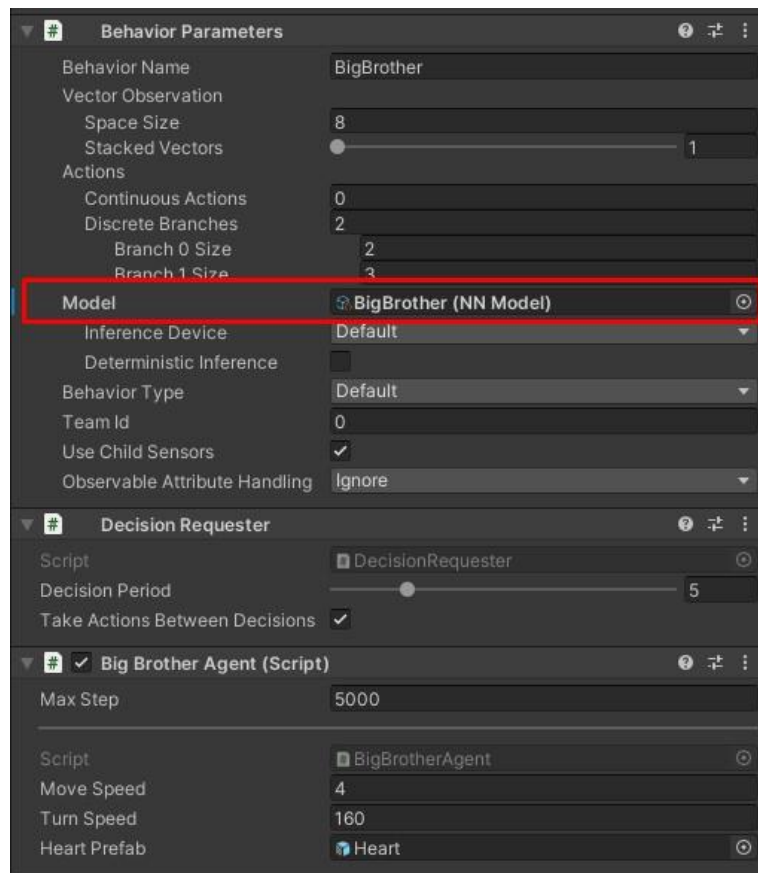 Behavior Parameters
Behavior Name BigBrother
Vector Observation
Space Size 8
Stacked Vectors 1
Actions
Continuous Actions 0
Discrete Branches 2
Branch 0 Size 2
Branch 1 Size 3
Model BigBrother (NN Model)
Inference Device Default
Deterministic Inference
Behavior Type Default
Team Id 0
Use Child Sensors
Observable Attribute Handling Ignore
Decision Requester
Script DecisionRequester
Decision Period 5
Take Actions Between Decisions
Big Brother Agent (Script)
Max Step 5000
Script BigBrotherAgent
Move Speed 4
Turn Speed 160
Heart Prefab Heart